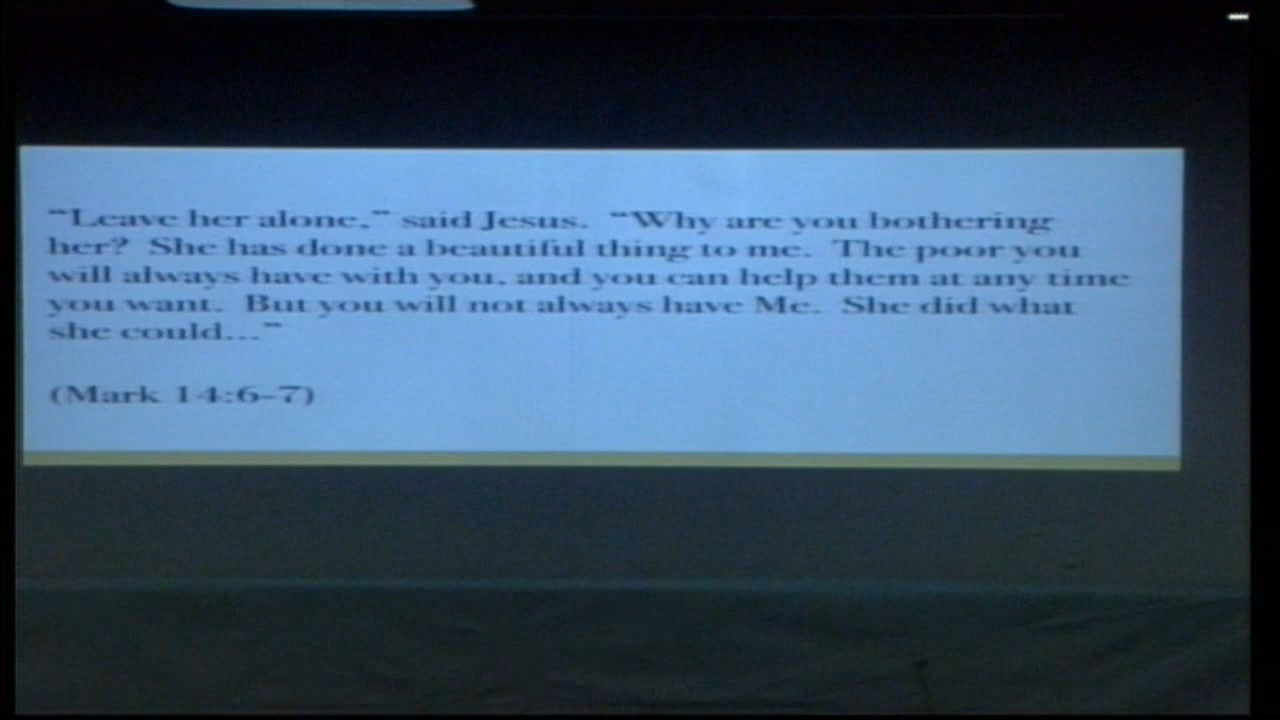 “Leave her alone,” said Jesus. “Why are you bothering
her? She has done a beautiful thing to me. The poor you
will always have with you, and you can help them at any time
you want. But you will not always have Me. She did what
she could...”
(Mark 14:6-7)